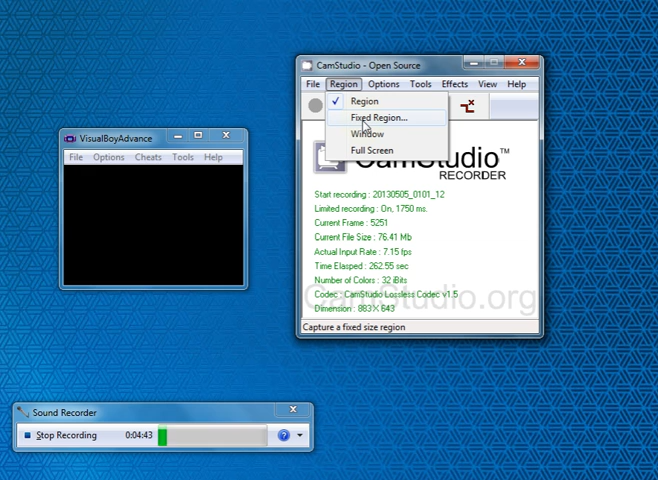 CamStudio - Open Source
File Region Options Tools Effects View Help
Region
Fixed Region...
Window
Full Screen
CamStudio™
RECORDER
Start recording : 20130505_0101_12
Limited recording : On, 1750 ms.
Current Frame : 5251
Current File Size : 76.41 Mb
Actual Input Rate : 7.15 fps
Time Elasped : 262.55 sec
Number of Colors : 32 iBits
Codec : CamStudio Lossless Codec v1.5
Dimension : 883 X 643
CamStudio.org
Capture a fixed size region
VisualBoyAdvance
File Options Cheats Tools Help
Sound Recorder
Stop Recording 0:04:43